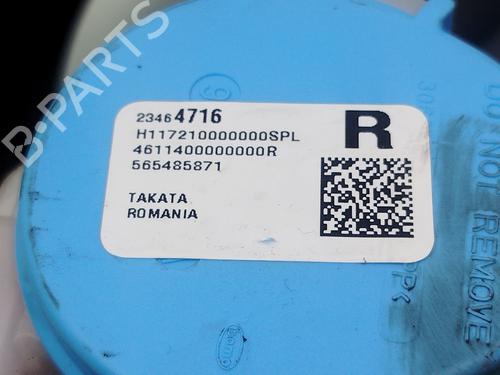 B-PARTS
23464716
R
H117210000000SPL
4611400000000R
565485871
TAKATA
ROMANIA
DO NOT REMOVE